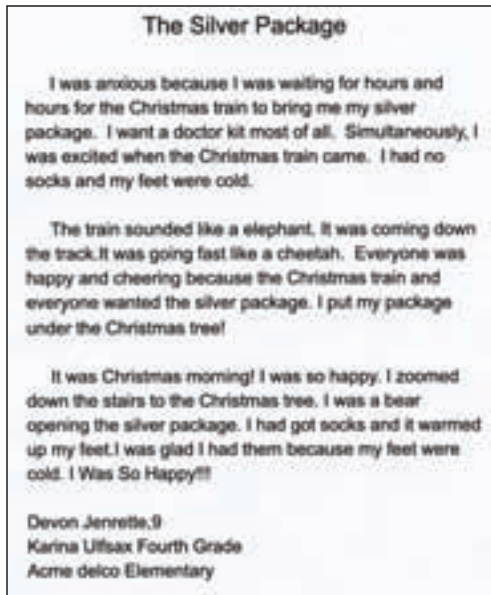 The Silver Package
I was anxious because I was waiting for hours and
hours for the Christmas train to bring me my silver
package. I want a doctor kit most of all. Simultaneously, I
was excited when the Christmas train came. I had no
socks and my feet were cold.
The train sounded like a elephant. It was coming down
the track.It was going fast like a cheetah. Everyone was
happy and cheering because the Christmas train and
everyone wanted the silver package. I put my package
under the Christmas tree!
It was Christmas morning! I was so happy. I zoomed
down the stairs to the Christmas tree. I was a bear
opening the silver package. I had got socks and it warmed
up my feet.I was glad I had them because my feet were
cold. I Was So Happy!!!
Devon Jenrette,9
Karina Ulfsax Fourth Grade
Acme delco Elementary